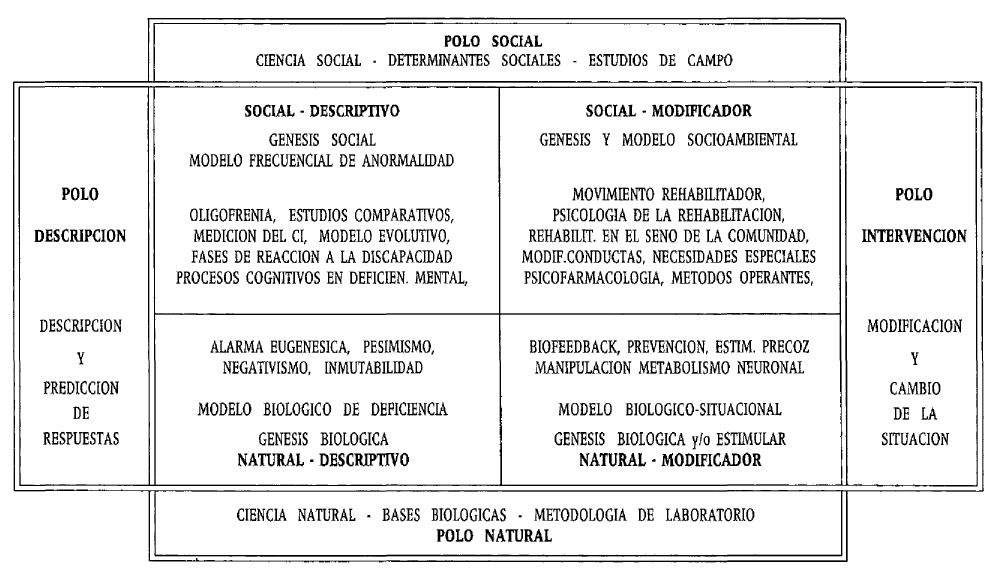 POLO SOCIAL
CIENCIA SOCIAL - DETERMINANTES SOCIALES - ESTUDIOS DE CAMPO
POLO
DESCRIPCION
DESCRIPCION
Y
PREDICCION
DE
RESPUESTAS
SOCIAL - DESCRIPTIVO
GENESIS SOCIAL
MODELO FRECUENCIAL DE ANORMALIDAD
OLIGOFRENIA, ESTUDIOS COMPARATIVOS,
MEDICION DEL CI, MODELO EVOLUTIVO,
FASES DE REACCION A LA DISCAPACIDAD
PROCESOS COGNITIVOS EN DEFICIEN. MENTAL,
SOCIAL - MODIFICADOR
GENESIS Y MODELO SOCIOAMBIENTAL
MOVIMIENTO REHABILITADOR,
PSICOLOGIA DE LA REHABILITACION,
REHABILIT. EN EL SENO DE LA COMUNIDAD,
MODIF.CONDUCTAS, NECESIDADES ESPECIALES
PSICOFARMACOLOGIA, METODOS OPERANTES,
ALARMA EUGENESICA, PESIMISMO,
NEGATIVISMO, INMUTABILIDAD
MODELO BIOLOGICO DE DEFICIENCIA
GENESIS BIOLOGICA
NATURAL - DESCRIPTIVO
BIOFEEDBACK, PREVENCION, ESTIM. PRECOZ
MANIPULACION METABOLISMO NEURONAL
MODELO BIOLOGICO-SITUACIONAL
GENESIS BIOLOGICA y/o ESTIMULAR
NATURAL - MODIFICADOR
POLO
INTERVENCION
MODIFICACION
Y
CAMBIO
DE LA
SITUACION
CIENCIA NATURAL - BASES BIOLOGICAS - METODOLOGIA DE LABORATORIO
POLO NATURAL